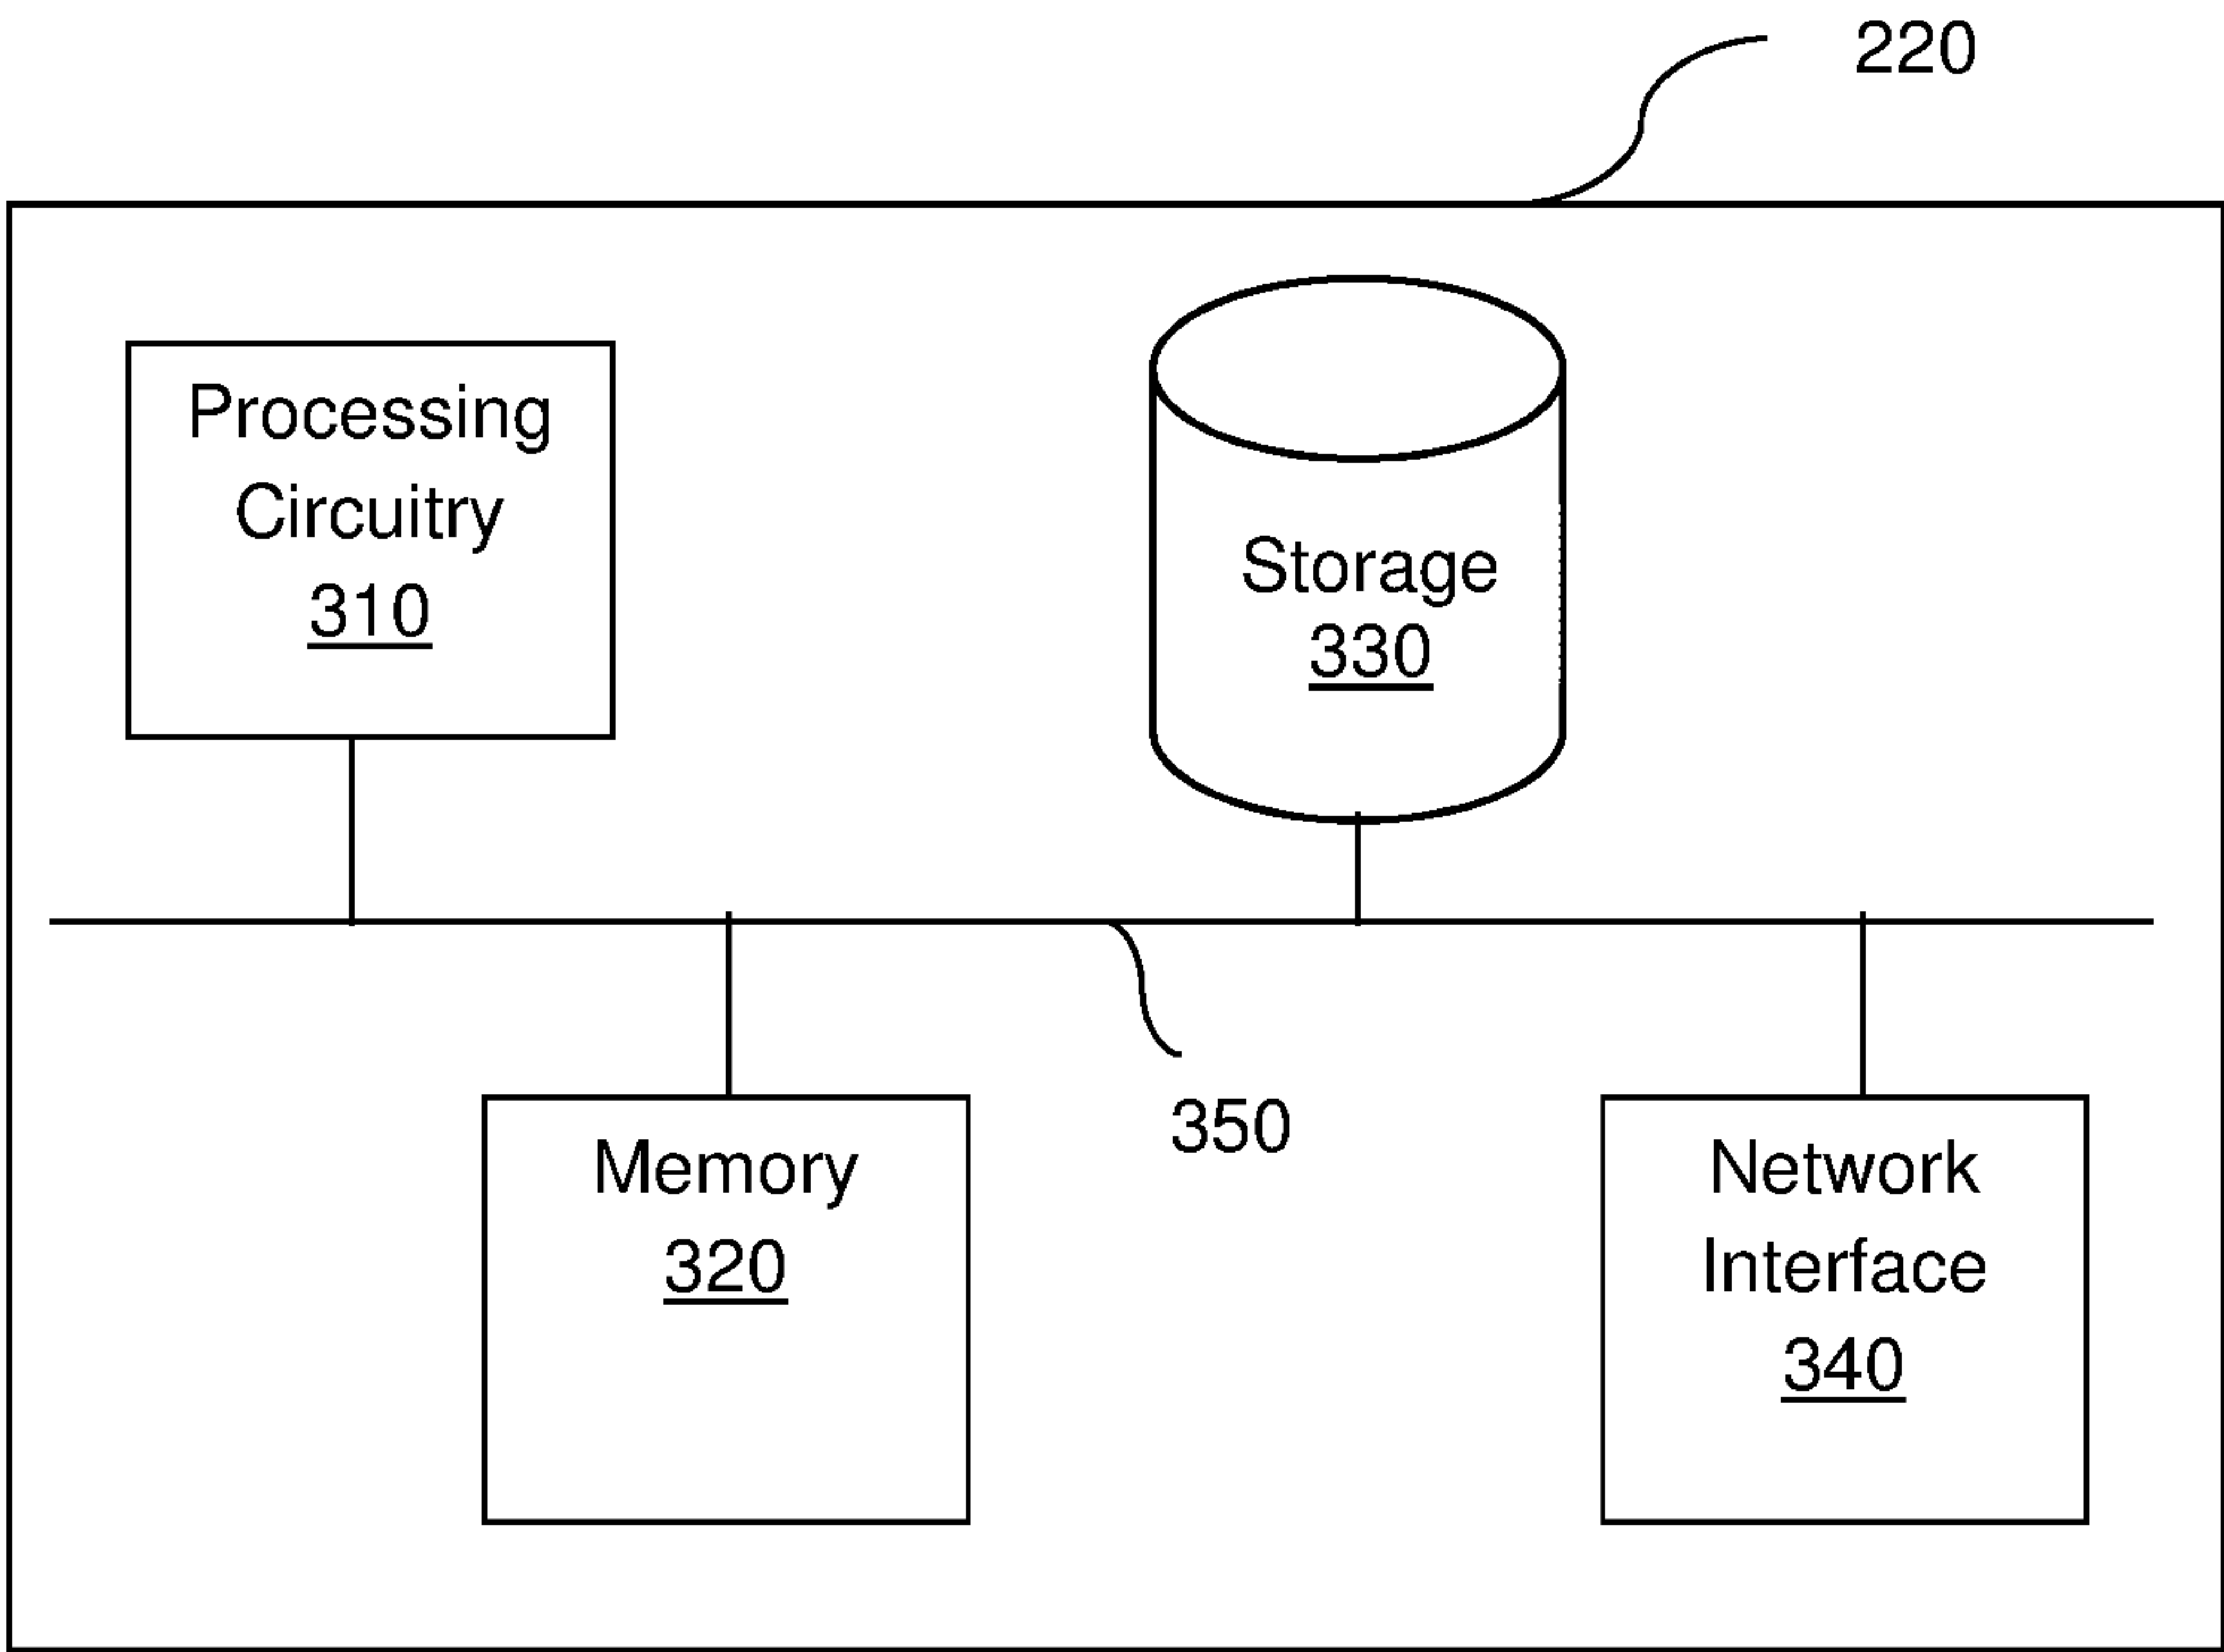 220
Processing
Circuitry
310
Storage
330
350
Memory
320
Network
Interface
340